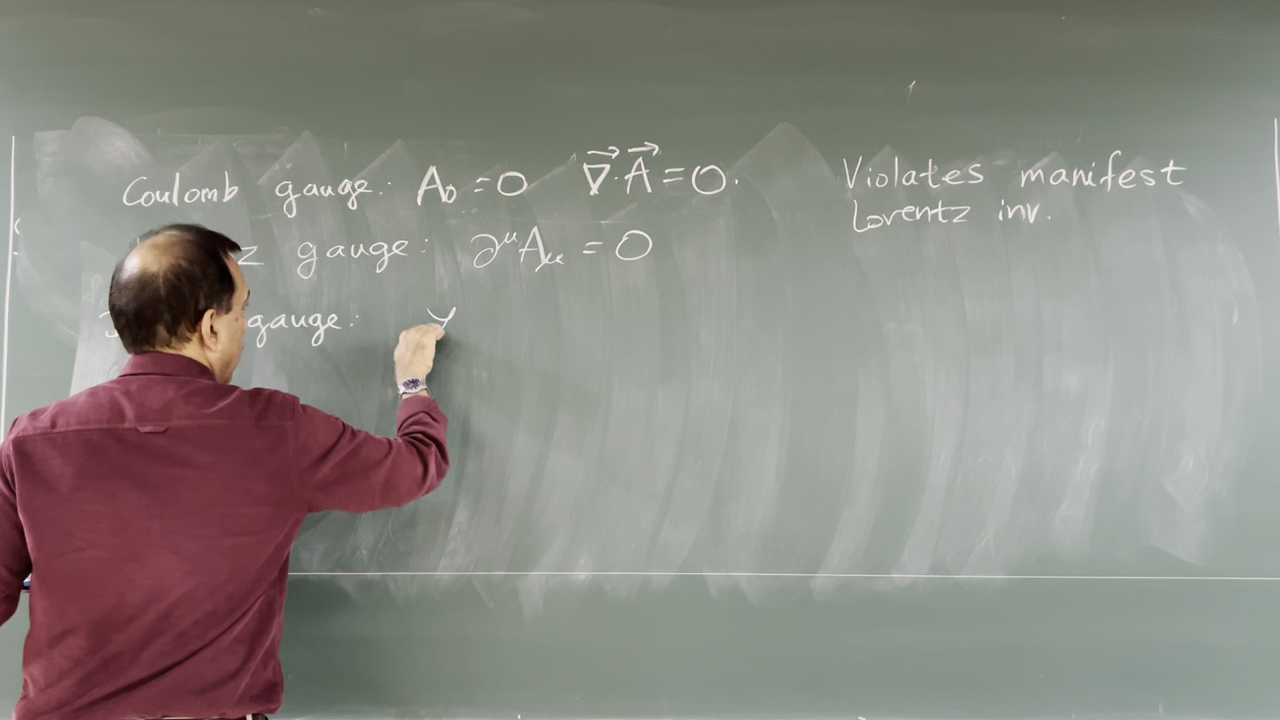 Coulomb gauge: A₀ = 0 ∇⃗·A⃗ = 0. Violates manifest
Lorentz inv.
z gauge: ∂^μ A_μ = 0
gauge: